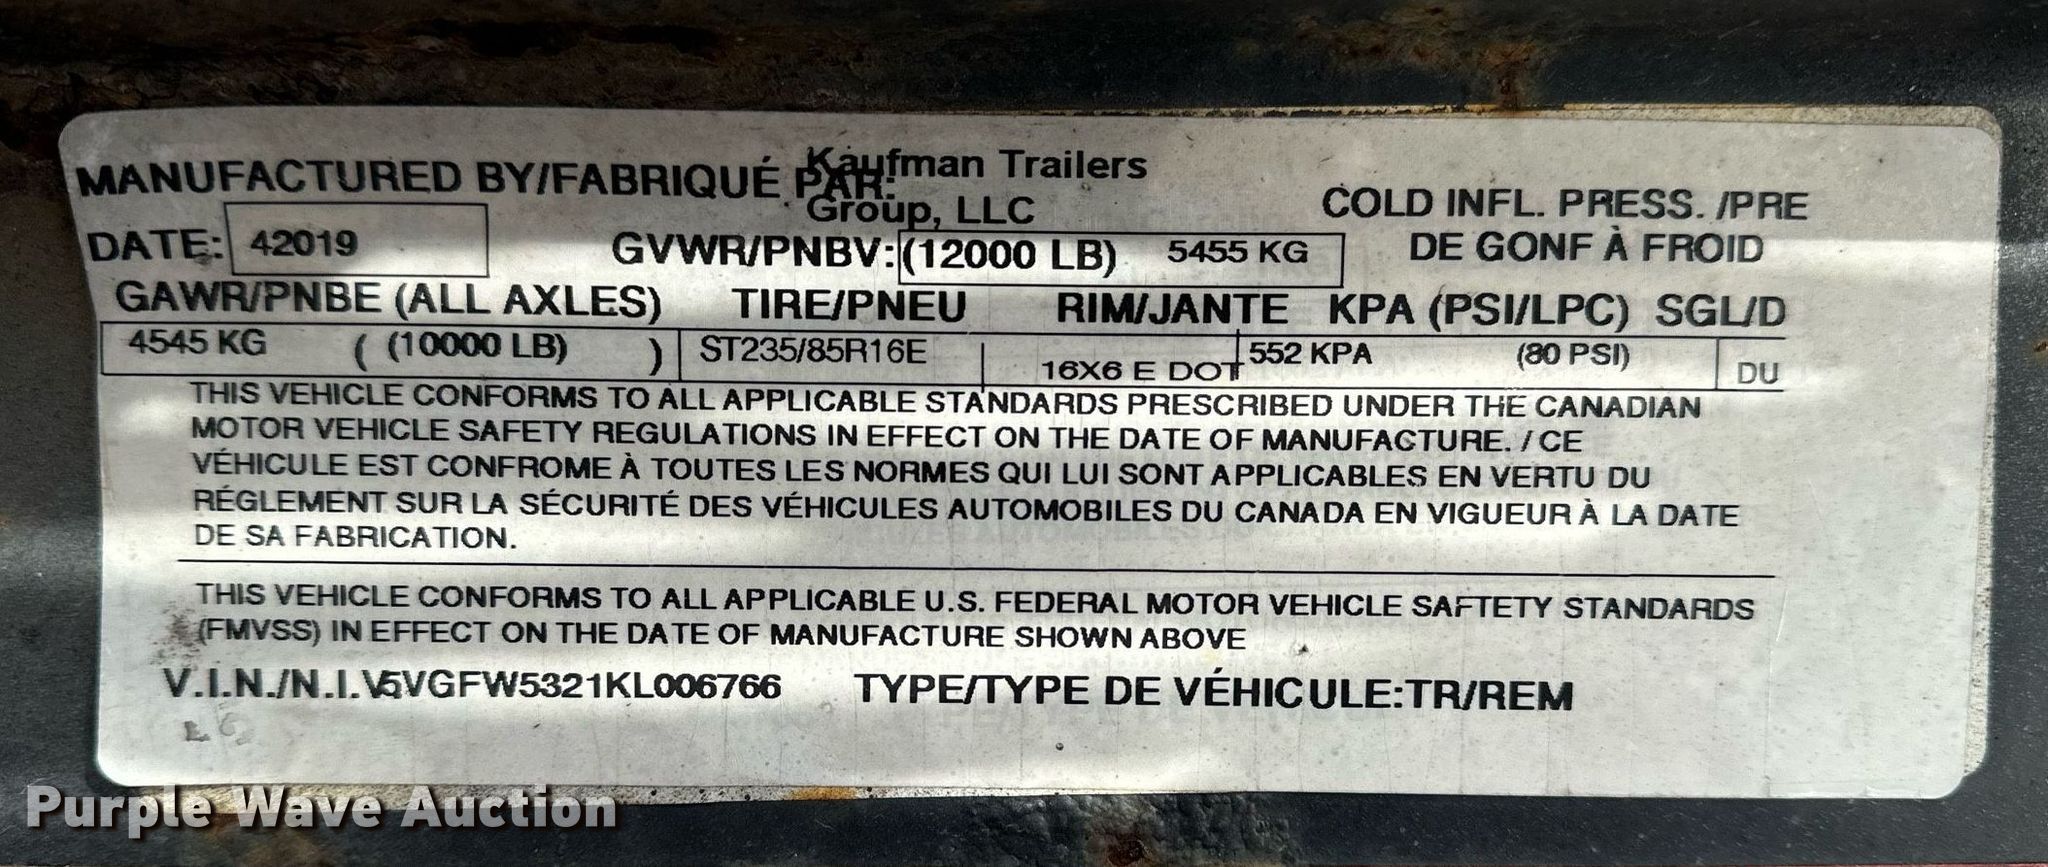 MANUFACTURED BY/FABRIQUÉ PAR: Kaufman Trailers
Group, LLC
COLD INFL. PRESS. /PRE
DE GONF À FROID
DATE: 42019 GVWR/PNBV: (12000 LB) 5455 KG
GAWR/PNBE (ALL AXLES) TIRE/PNEU RIM/JANTE KPA (PSI/LPC) SGL/D
4545 KG ( (10000 LB) ) ST235/85R16E 16X6 E DOT 552 KPA (80 PSI) DU
THIS VEHICLE CONFORMS TO ALL APPLICABLE STANDARDS PRESCRIBED UNDER THE CANADIAN
MOTOR VEHICLE SAFETY REGULATIONS IN EFFECT ON THE DATE OF MANUFACTURE. / CE
VÉHICULE EST CONFROME À TOUTES LES NORMES QUI LUI SONT APPLICABLES EN VERTU DU
RÉGLEMENT SUR LA SÉCURITÉ DES VÉHICULES AUTOMOBILES DU CANADA EN VIGUEUR À LA DATE
DE SA FABRICATION.
THIS VEHICLE CONFORMS TO ALL APPLICABLE U.S. FEDERAL MOTOR VEHICLE SAFTETY STANDARDS
(FMVSS) IN EFFECT ON THE DATE OF MANUFACTURE SHOWN ABOVE
V.I.N./N.I.V 5VGFW5321KL006766 TYPE/TYPE DE VÉHICULE:TR/REM
Purple Wave Auction